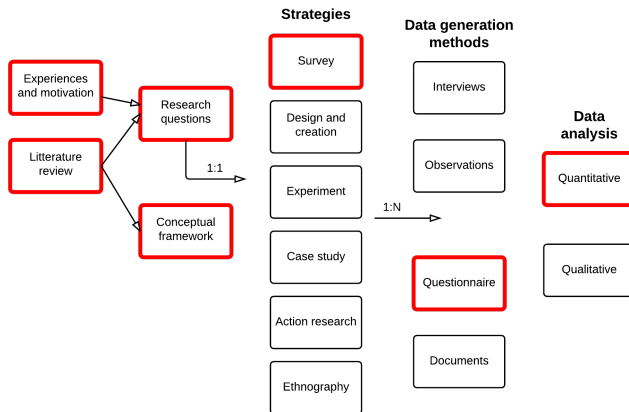 Strategies
Data generation
methods
Data
analysis
Experiences
and motivation
Litterature
review
Research
questions
Conceptual
framework
1:1
Survey
Design and
creation
Experiment
Case study
Action research
Ethnography
1:N
Interviews
Observations
Questionnaire
Documents
Quantitative
Qualitative